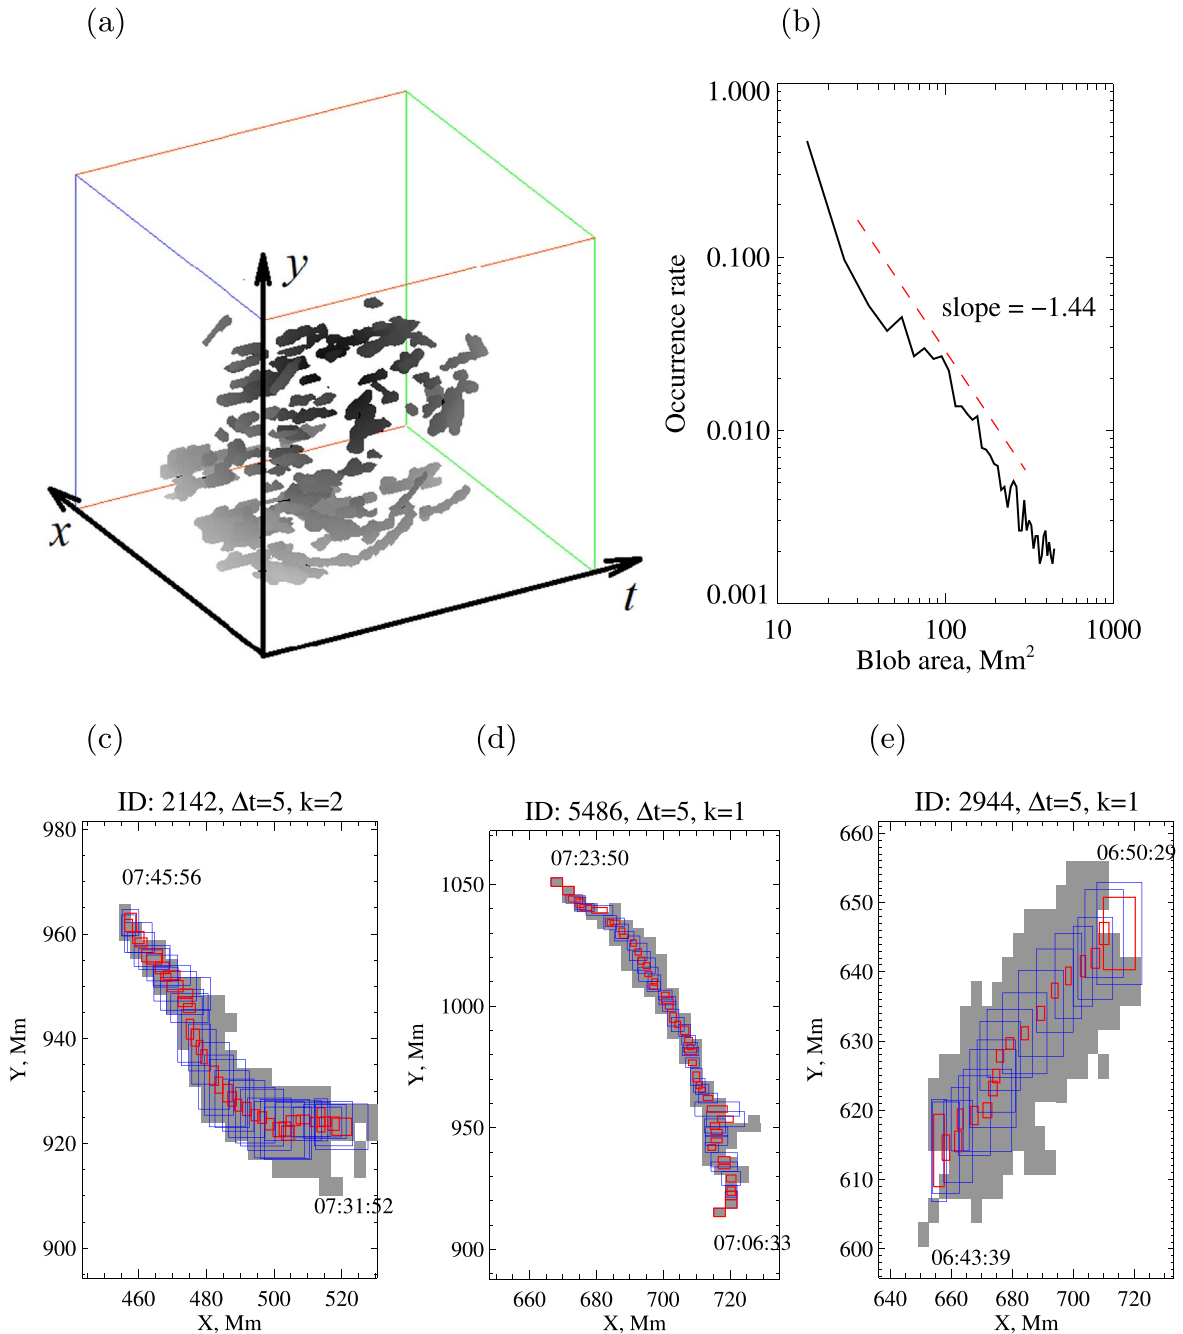 (a)
(b)
y
x
t
1.000
0.100
0.010
0.001
Occurrence rate
slope = −1.44
10
100
1000
Blob area, Mm²
(c)
(d)
(e)
ID: 2142, Δt=5, k=2
980
960
940
920
900
Y, Mm
07:45:56
07:31:52
460
480
500
520
X, Mm
ID: 5486, Δt=5, k=1
1050
1000
950
900
Y, Mm
07:23:50
07:06:33
660
680
700
720
X, Mm
ID: 2944, Δt=5, k=1
660
650
640
630
620
610
600
Y, Mm
06:50:29
06:43:39
640
660
680
700
720
X, Mm